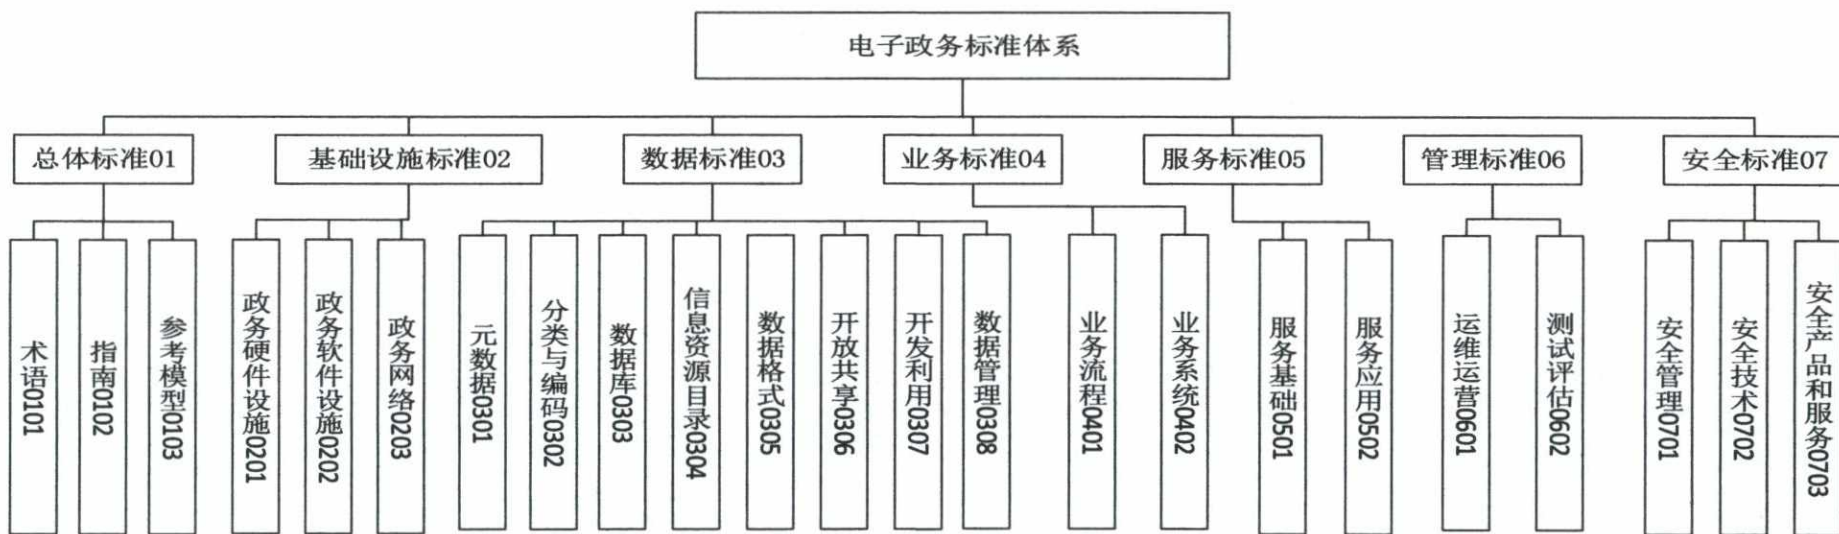 电子政务标准体系
总体标准01
基础设施标准02
数据标准03
业务标准04
服务标准05
管理标准06
安全标准07
术语0101
指南0102
参考模型0103
政务硬件设施0201
政务软件设施0202
政务网络0203
元数据0301
分类与编码0302
数据库0303
信息资源目录0304
数据格式0305
开放共享0306
开发利用0307
数据管理0308
业务流程0401
业务系统0402
服务基础0501
服务应用0502
运维运营0601
测试评估0602
安全管理0701
安全技术0702
安全产品和服务0703